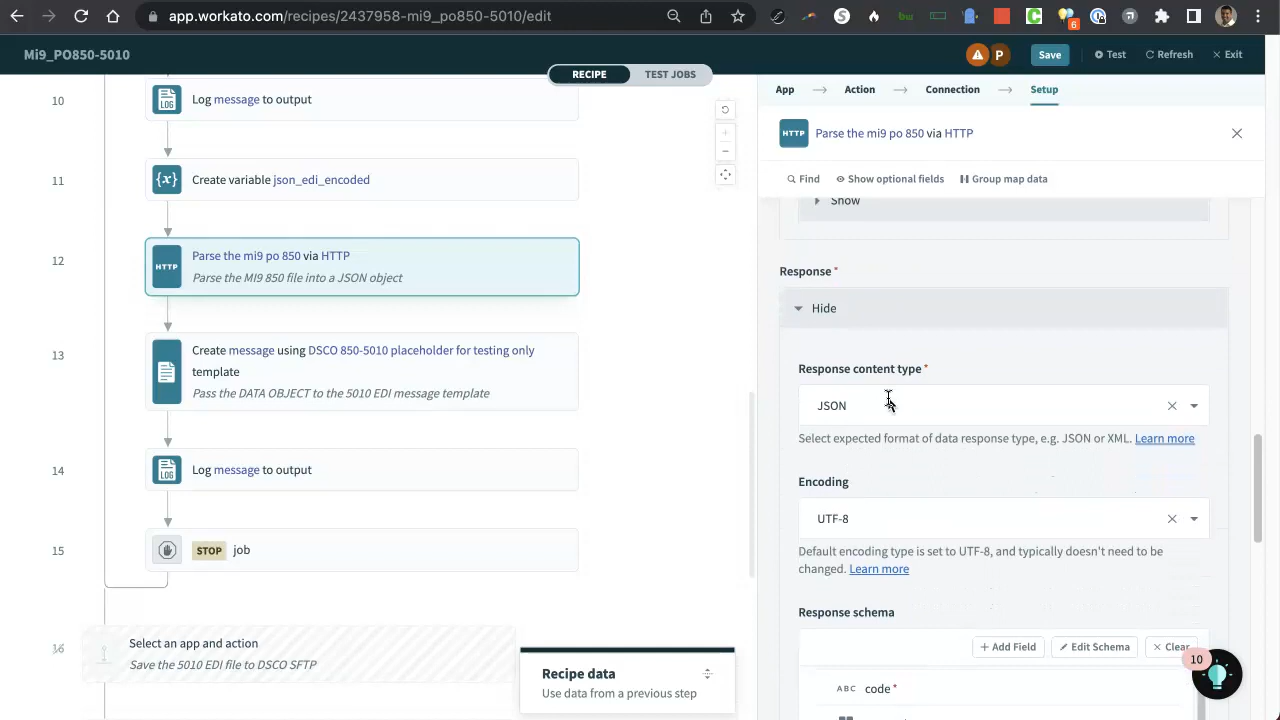 app.workato.com/recipes/2437958-mi9_po850-5010/edit
6
Mi9_PO850-5010
P
Save
Test
Refresh
Exit
RECIPE
TEST JOBS
App
Action
Connection
Setup
10
Log message to output
HTTP
Parse the mi9 po 850 via HTTP
11
Create variable json_edi_encoded
Find
Show optional fields
Group map data
Show
12
HTTP
Parse the mi9 po 850 via HTTP
Parse the MI9 850 file into a JSON object
Response*
Hide
13
Create message using DSCO 850-5010 placeholder for testing only
template
Pass the DATA OBJECT to the 5010 EDI message template
Response content type*
JSON
Select expected format of data response type, e.g. JSON or XML. Learn more
14
LOG
Log message to output
Encoding
UTF-8
Default encoding type is set to UTF-8, and typically doesn't need to be
changed. Learn more
15
STOP job
Response schema
Add Field
Edit Schema
Clear
16
Select an app and action
Save the 5010 EDI file to DSCO SFTP
Recipe data
Use data from a previous step
ABC code*
10